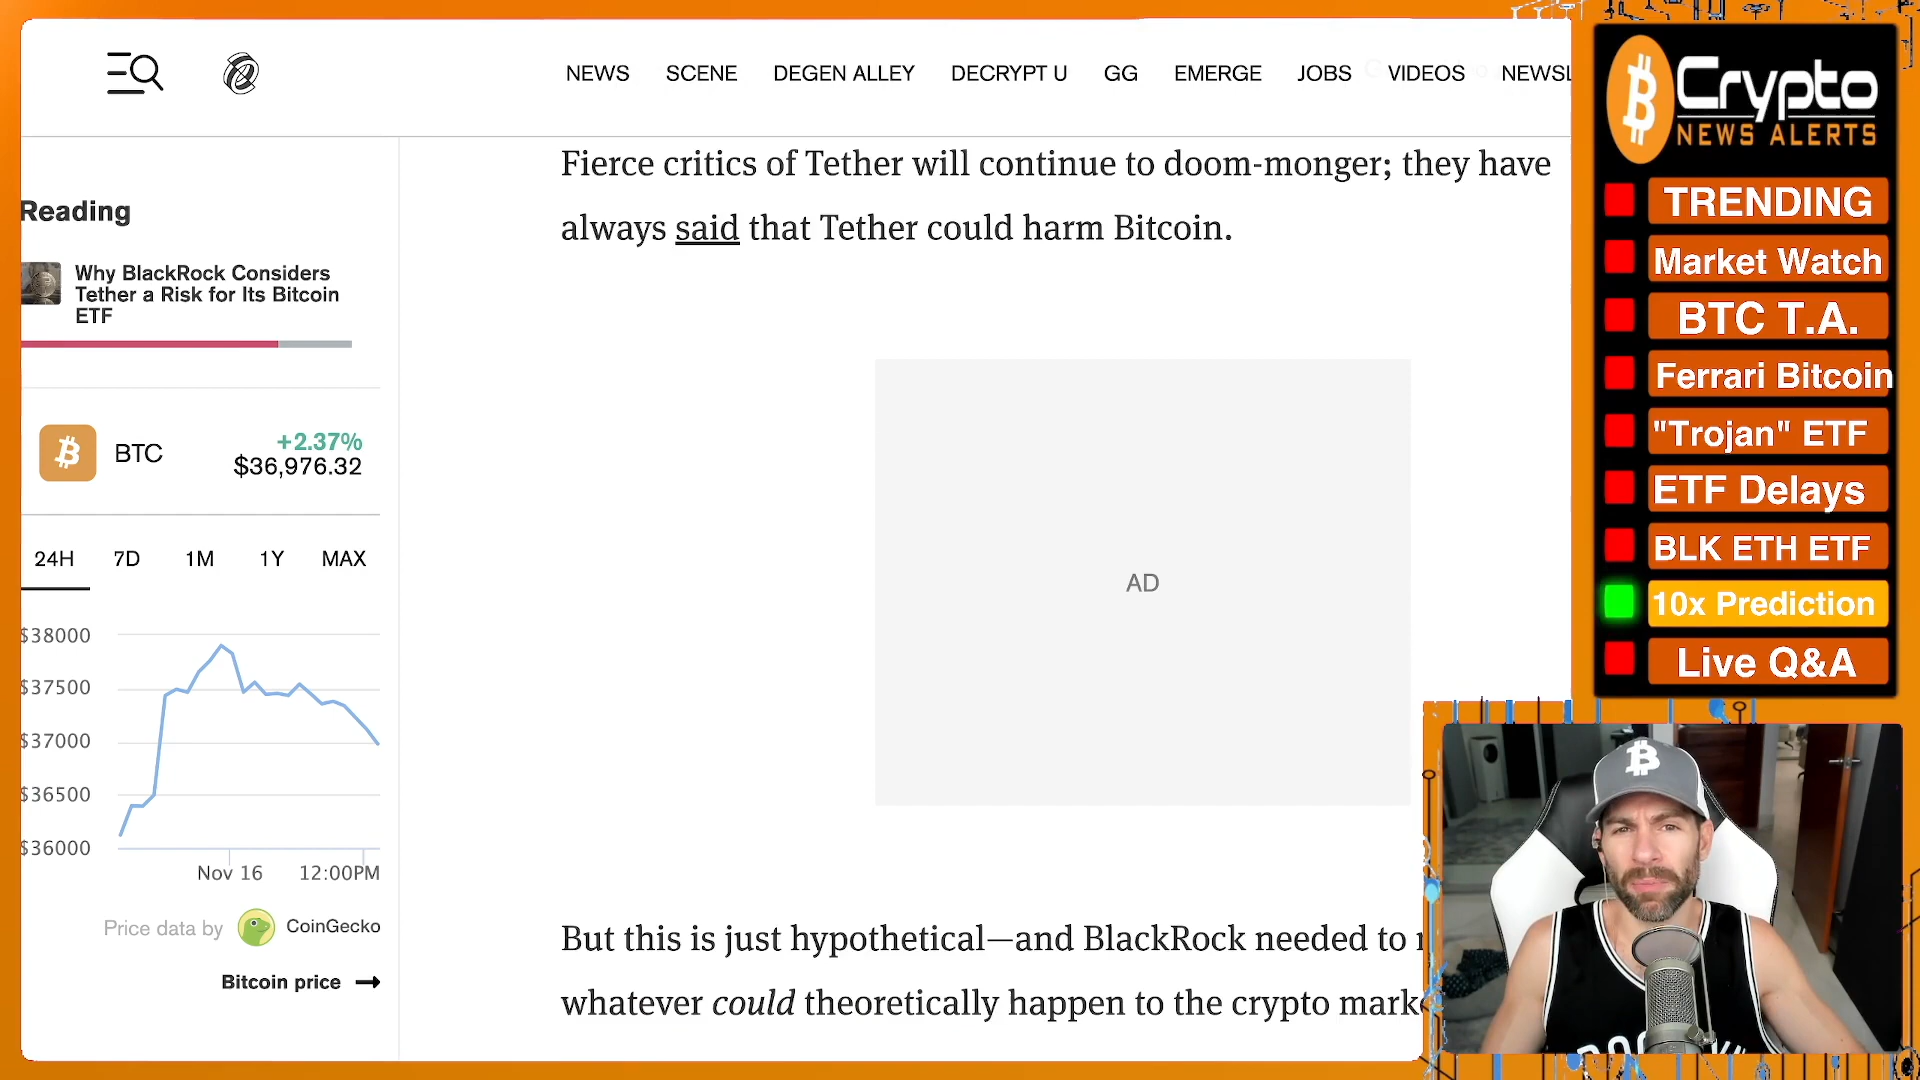 NEWS SCENE DEGEN ALLEY DECRYPT U GG EMERGE JOBS VIDEOS NEWSL
Reading
Why BlackRock Considers
Tether a Risk for Its Bitcoin
ETF
BTC
+2.37%
$36,976.32
24H 7D 1M 1Y MAX
$38000
$37500
$37000
$36500
$36000
Nov 16 12:00PM
Price data by CoinGecko
Bitcoin price
Fierce critics of Tether will continue to doom-monger; they have
always said that Tether could harm Bitcoin.
AD
But this is just hypothetical—and BlackRock needed to
whatever could theoretically happen to the crypto mark
Crypto
NEWS ALERTS
TRENDING
Market Watch
BTC T.A.
Ferrari Bitcoin
"Trojan" ETF
ETF Delays
BLK ETH ETF
10x Prediction
Live Q&A